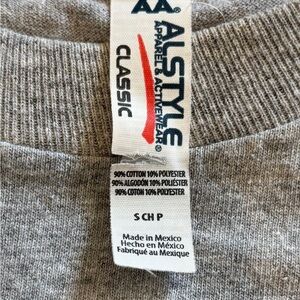 AA®
ALSTYLE
APPAREL & ACTIVEWEAR®
CLASSIC
90% COTTON 10% POLYESTER
90% ALGODÓN 10% POLIÉSTER
90% COTON 10% POLYESTER
S CH P
Made in Mexico
Hecho en México
Fabriqué au Mexique